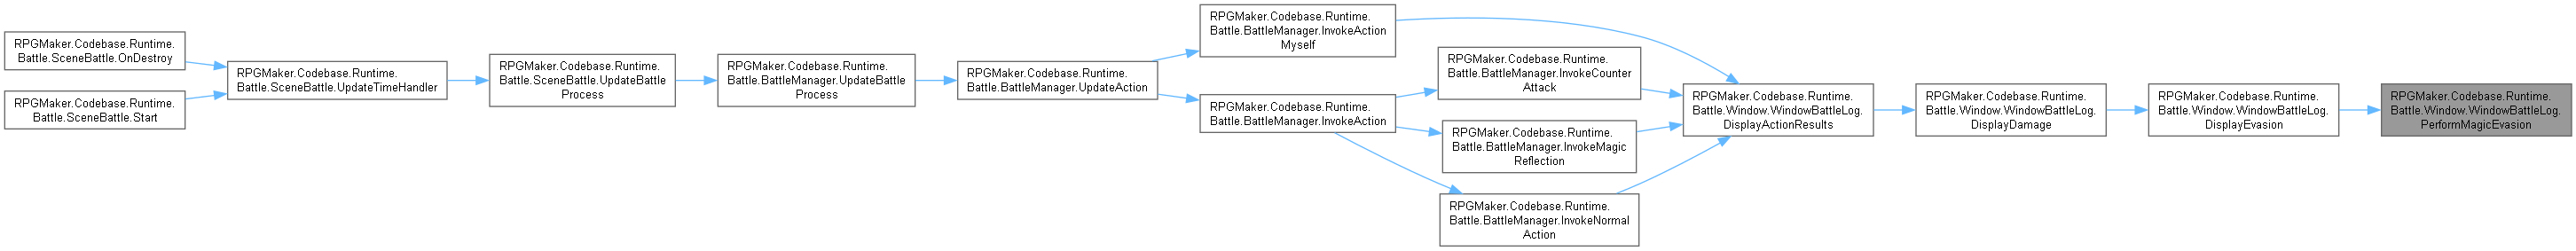 RPGMaker.Codebase.Runtime.
Battle.SceneBattle.OnDestroy
RPGMaker.Codebase.Runtime.
Battle.SceneBattle.Start
RPGMaker.Codebase.Runtime.
Battle.SceneBattle.UpdateTimeHandler
RPGMaker.Codebase.Runtime.
Battle.SceneBattle.UpdateBattle
Process
RPGMaker.Codebase.Runtime.
Battle.BattleManager.UpdateBattle
Process
RPGMaker.Codebase.Runtime.
Battle.BattleManager.UpdateAction
RPGMaker.Codebase.Runtime.
Battle.BattleManager.InvokeAction
Myself
RPGMaker.Codebase.Runtime.
Battle.BattleManager.InvokeAction
RPGMaker.Codebase.Runtime.
Battle.BattleManager.InvokeCounter
Attack
RPGMaker.Codebase.Runtime.
Battle.BattleManager.InvokeMagic
Reflection
RPGMaker.Codebase.Runtime.
Battle.BattleManager.InvokeNormal
Action
RPGMaker.Codebase.Runtime.
Battle.Window.WindowBattleLog.
DisplayActionResults
RPGMaker.Codebase.Runtime.
Battle.Window.WindowBattleLog.
DisplayDamage
RPGMaker.Codebase.Runtime.
Battle.Window.WindowBattleLog.
DisplayEvasion
RPGMaker.Codebase.Runtime.
Battle.Window.WindowBattleLog.
PerformMagicEvasion